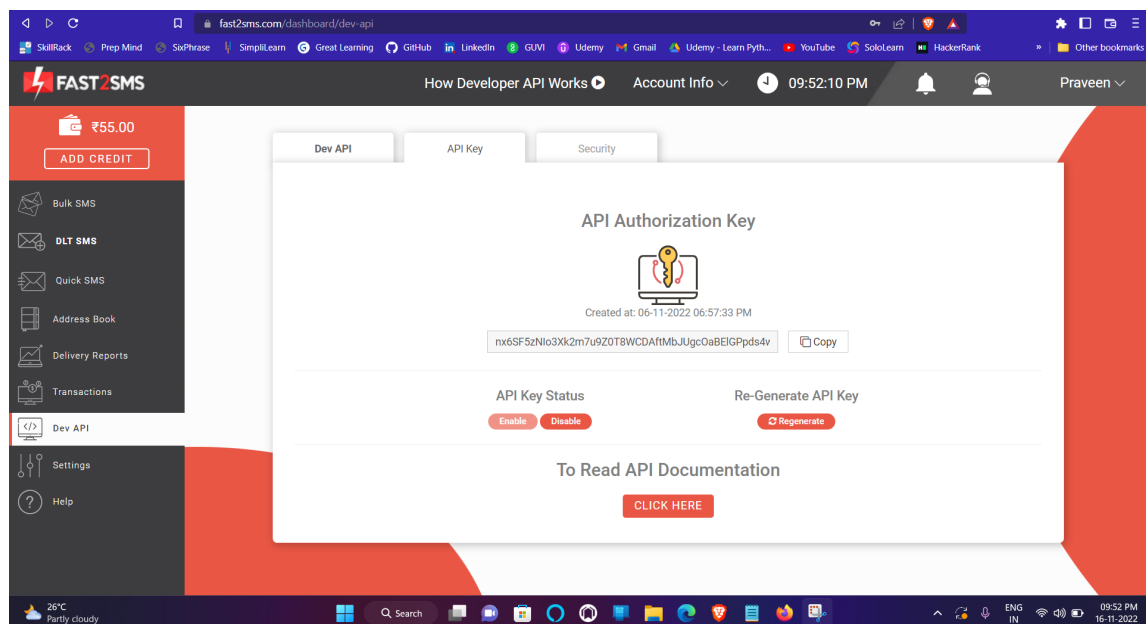 fast2sms.com/dashboard/dev-api
SkillRack Prep Mind SixPhrase SimpliLearn Great Learning GitHub LinkedIn GUVI Udemy Gmail Udemy - Learn Pyth... YouTube SoloLearn HackerRank » Other bookmarks
FAST2SMS How Developer API Works Account Info 09:52:10 PM Praveen
₹55.00
ADD CREDIT
Dev API API Key Security
Bulk SMS
DLT SMS
Quick SMS
Address Book
Delivery Reports
Transactions
Dev API
Settings
Help
API Authorization Key
Created at: 06-11-2022 06:57:33 PM
Copy
API Key Status Re-Generate API Key
Enable Disable Regenerate
To Read API Documentation
CLICK HERE
26°C
Partly cloudy
Search
ENG
IN
09:52 PM
16-11-2022